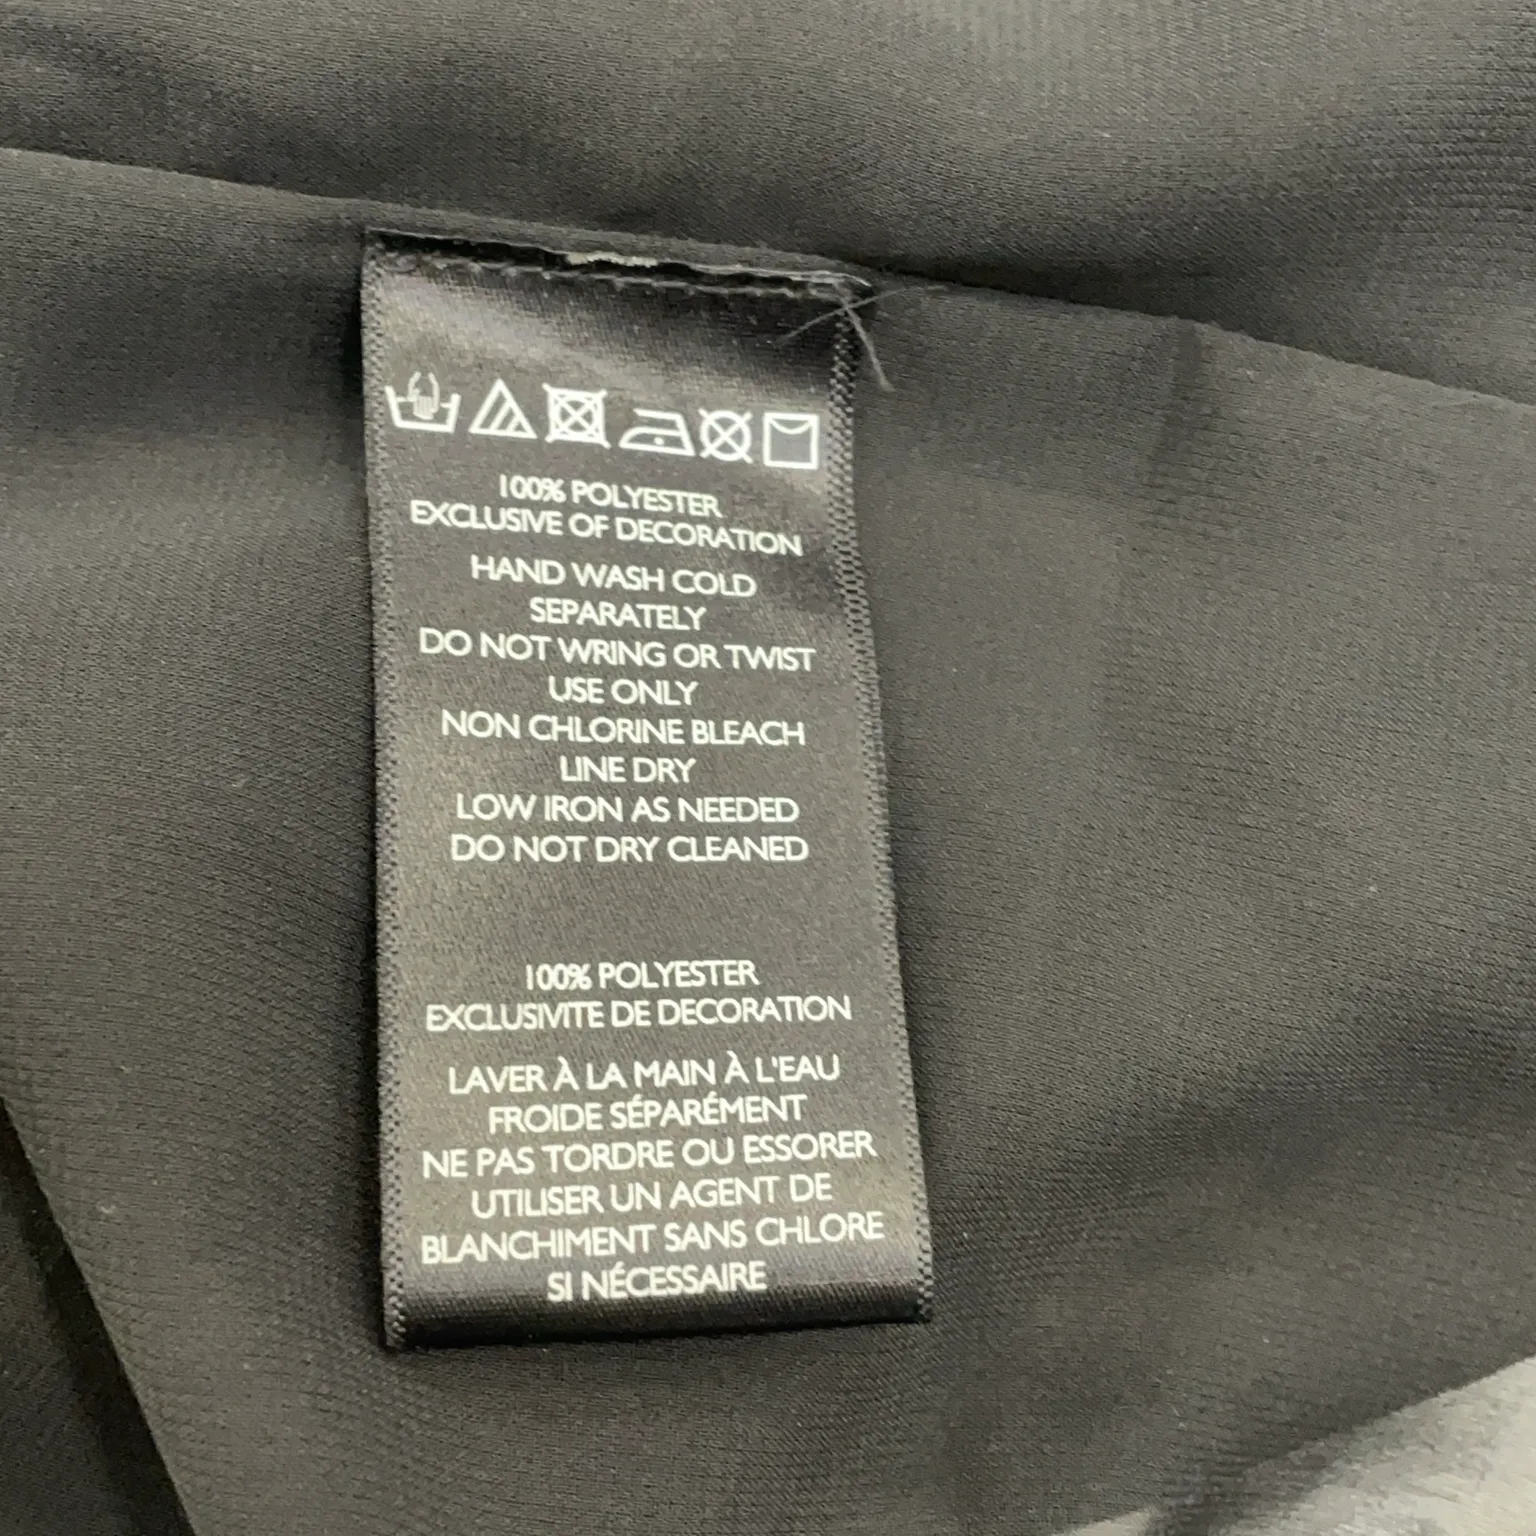 100% POLYESTER
EXCLUSIVE OF DECORATION
HAND WASH COLD
SEPARATELY
DO NOT WRING OR TWIST
USE ONLY
NON CHLORINE BLEACH
LINE DRY
LOW IRON AS NEEDED
DO NOT DRY CLEANED
100% POLYESTER
EXCLUSIVITE DE DECORATION
LAVER À LA MAIN À L'EAU
FROIDE SÉPARÉMENT
NE PAS TORDRE OU ESSORER
UTILISER UN AGENT DE
BLANCHIMENT SANS CHLORE
SI NÉCESSAIRE